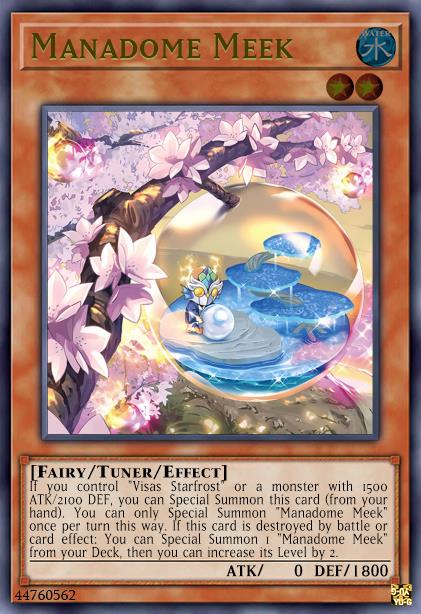 MANADOME MEEK
WATER
水
[FAIRY/TUNER/EFFECT]
If you control "Visas Starfrost" or a monster with 1500
ATK/2100 DEF, you can Special Summon this card (from your
hand). You can only Special Summon "Manadome Meek"
once per turn this way. If this card is destroyed by battle or
card effect: You can Special Summon 1 "Manadome Meek"
from your Deck, then you can increase its Level by 2.
ATK/ 0 DEF/1800
44760562